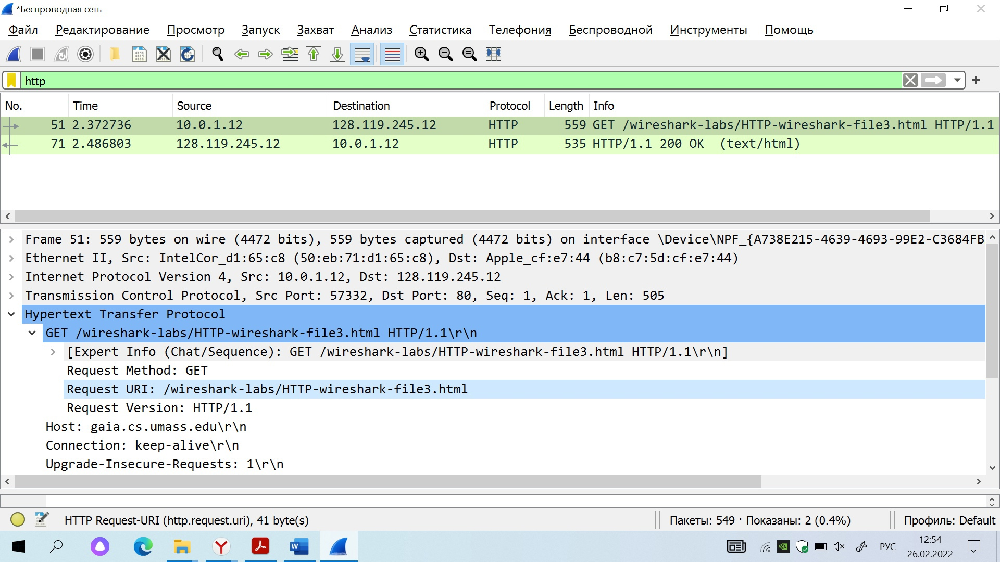 *Беспроводная сеть
Файл Редактирование Просмотр Запуск Захват Анализ Статистика Телефония Беспроводной Инструменты Помощь
http
No. Time Source Destination Protocol Length Info
51 2.372736 10.0.1.12 128.119.245.12 HTTP 559 GET /wireshark-labs/HTTP-wireshark-file3.html HTTP/1.1
71 2.486803 128.119.245.12 10.0.1.12 HTTP 535 HTTP/1.1 200 OK (text/html)
Frame 51: 559 bytes on wire (4472 bits), 559 bytes captured (4472 bits) on interface \Device\NPF_{A738E215-4639-4693-99E2-C3684FB
Ethernet II, Src: IntelCor_d1:65:c8 (50:eb:71:d1:65:c8), Dst: Apple_cf:e7:44 (b8:c7:5d:cf:e7:44)
Internet Protocol Version 4, Src: 10.0.1.12, Dst: 128.119.245.12
Transmission Control Protocol, Src Port: 57332, Dst Port: 80, Seq: 1, Ack: 1, Len: 505
Hypertext Transfer Protocol
GET /wireshark-labs/HTTP-wireshark-file3.html HTTP/1.1\r\n
[Expert Info (Chat/Sequence): GET /wireshark-labs/HTTP-wireshark-file3.html HTTP/1.1\r\n]
Request Method: GET
Request URI: /wireshark-labs/HTTP-wireshark-file3.html
Request Version: HTTP/1.1
Host: gaia.cs.umass.edu\r\n
Connection: keep-alive\r\n
Upgrade-Insecure-Requests: 1\r\n
HTTP Request-URI (http.request.uri), 41 byte(s) Пакеты: 549 · Показаны: 2 (0.4%) Профиль: Default
РУС 12:54
26.02.2022